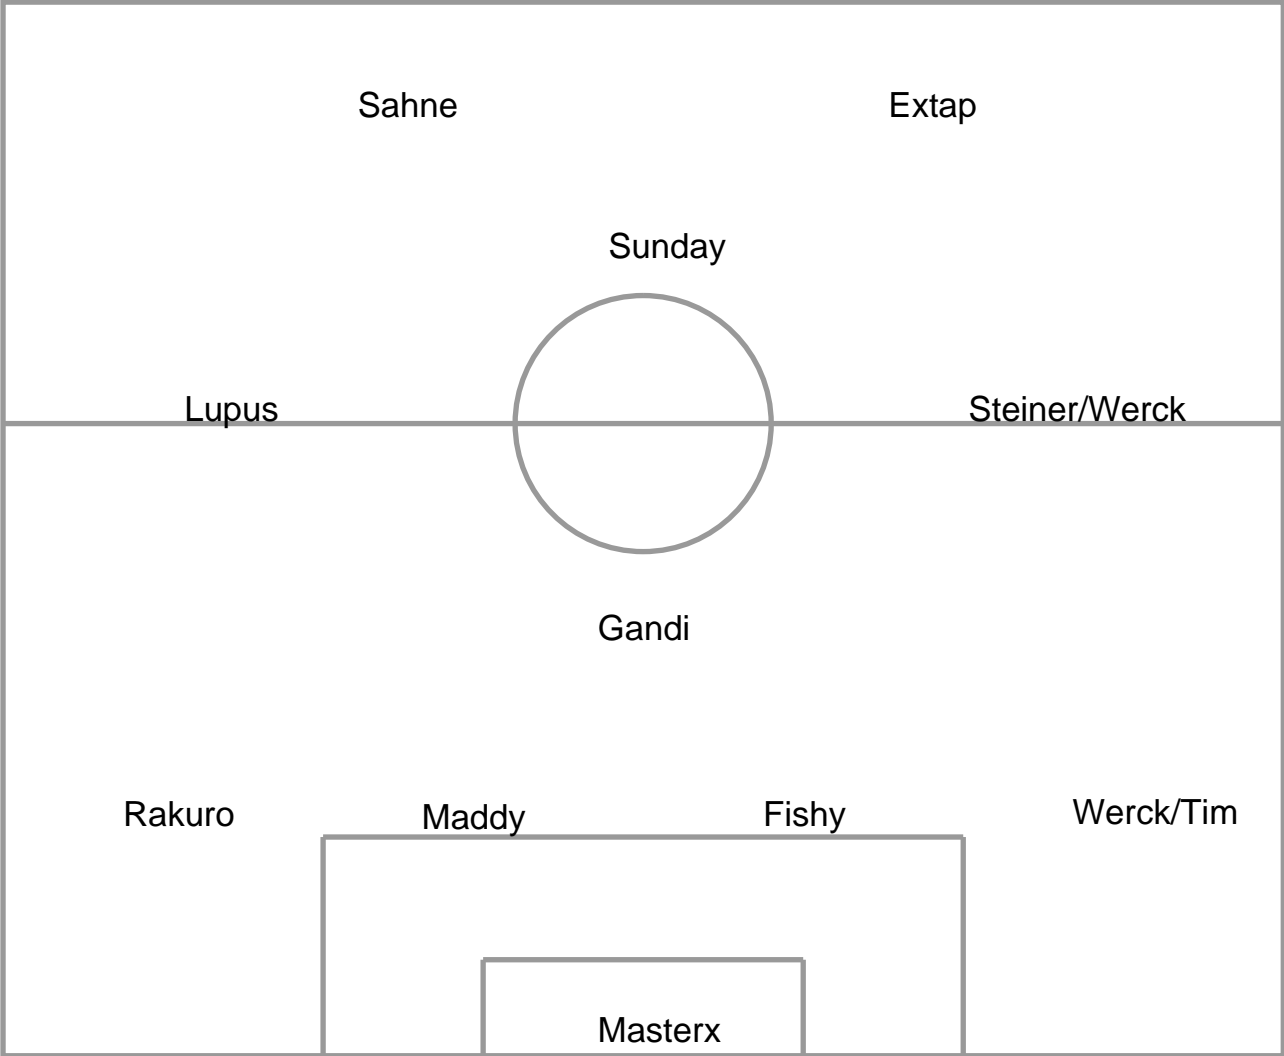 Sahne
Extap
Sunday
Lupus
Steiner/Werck
Gandi
Rakuro
Maddy
Fishy
Werck/Tim
Masterx